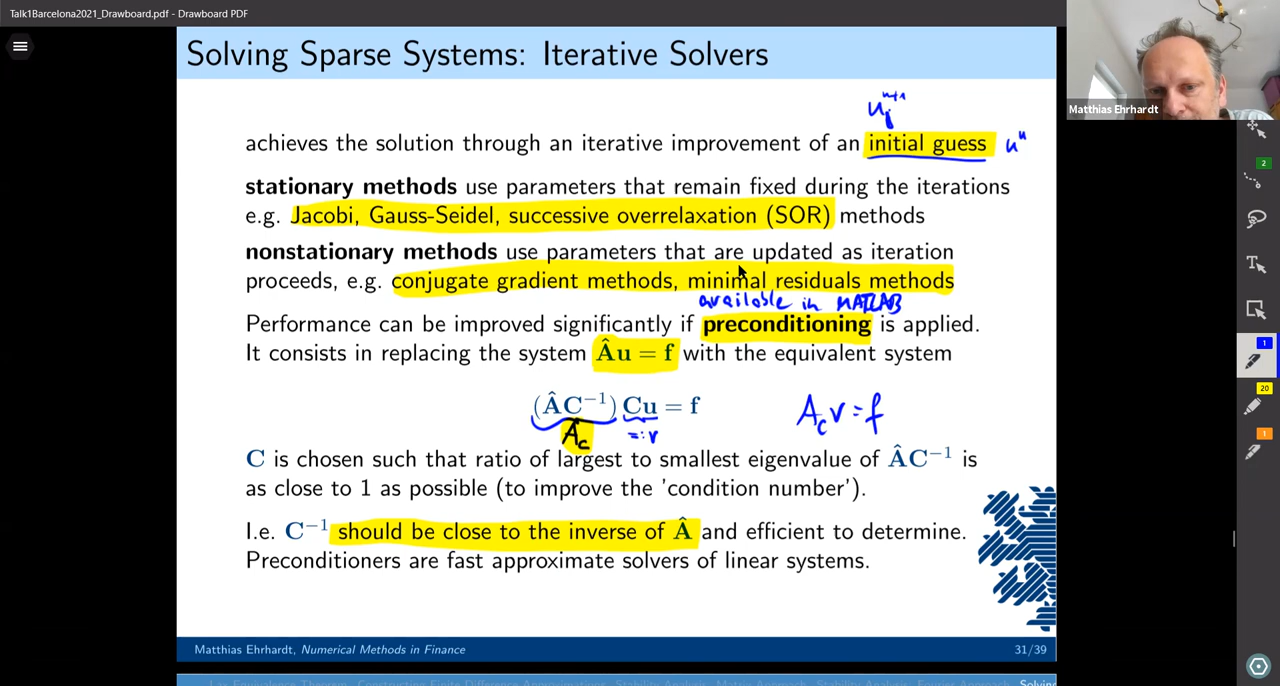 Talk1Barcelona2021_Drawboard.pdf - Drawboard PDF
Solving Sparse Systems: Iterative Solvers
Matthias Ehrhardt
achieves the solution through an iterative improvement of an initial guess uⁿ
stationary methods use parameters that remain fixed during the iterations
e.g. Jacobi, Gauss-Seidel, successive overrelaxation (SOR) methods
nonstationary methods use parameters that are updated as iteration
proceeds, e.g. conjugate gradient methods, minimal residuals methods
available in MATLAB
Performance can be improved significantly if preconditioning is applied.
It consists in replacing the system Âu = f with the equivalent system
(ÂC⁻¹) Cu = f
A_c v = f
A_c
=: v
C is chosen such that ratio of largest to smallest eigenvalue of ÂC⁻¹ is
as close to 1 as possible (to improve the 'condition number').
I.e. C⁻¹ should be close to the inverse of Â and efficient to determine.
Preconditioners are fast approximate solvers of linear systems.
Matthias Ehrhardt, Numerical Methods in Finance
31/39
2
1
20
1